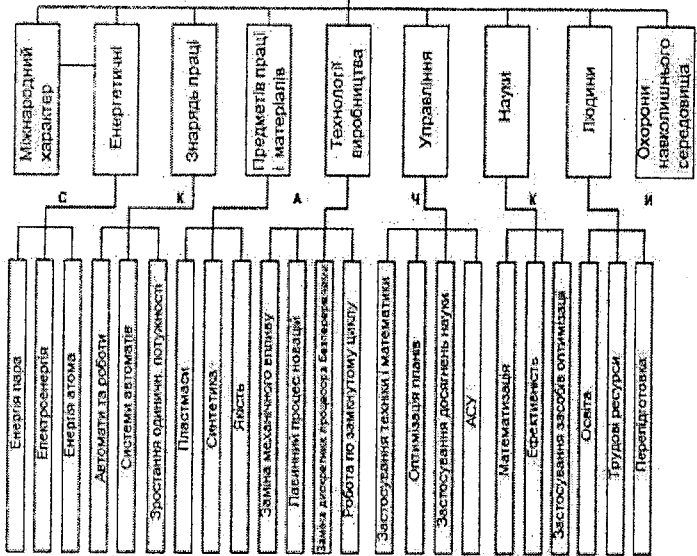 Міжнародний
характер
Енергетичні
Знарядь праці
Предметів праці
і матеріалів
Технології
виробництва
Управління
Науки
Людини
Охорони
навколишнього
середовища
С К А Ч К И
Енергія пара
Електроенергія
Енергія атома
Автомати та роботи
Системи автоматів
Зростання одиничн. потужності
Пластмаси
Синтетика
Якість
Заміна механічного впливу
Лавинний процес новацій
Заміна дискретних процесорів безперервними
Робота по замкнутому циклу
Застосування техніки і математики
Оптимізація планів
Застосування досягнень науки
АСУ
Математизація
Ефективність
Застосування засобів оптимізації
Освіта
Трудові ресурси
Перепідготовка